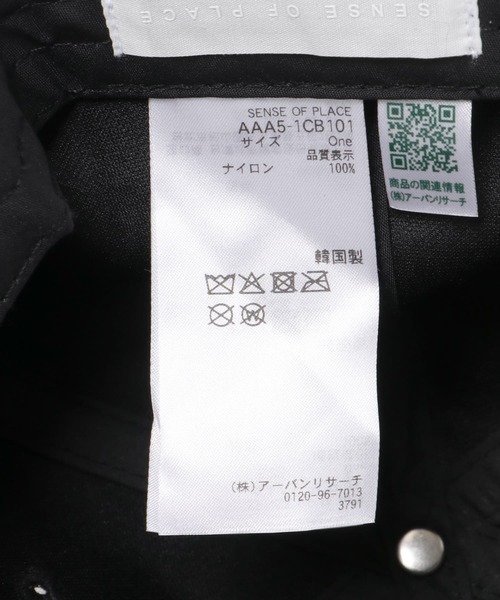 SENSE OF PLACE
SENSE OF PLACE
AAA5-1CB101
サイズ One
品質表示
ナイロン 100%
韓国製
(株)アーバンリサーチ
0120-96-7013
3791
商品の関連情報
(株)アーバンリサーチ